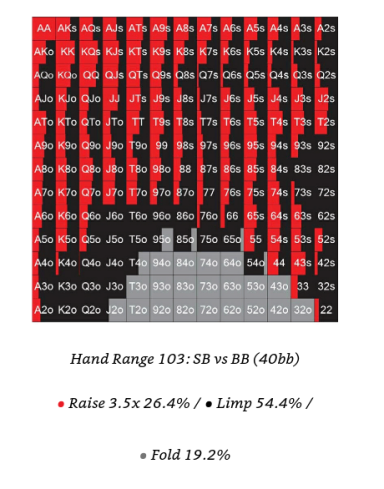 AA AKs AQs AJs ATs A9s A8s A7s A6s A5s A4s A3s A2s
AKo KK KQs KJs KTs K9s K8s K7s K6s K5s K4s K3s K2s
AQo KQo QQ QJs QTs Q9s Q8s Q7s Q6s Q5s Q4s Q3s Q2s
AJo KJo QJo JJ JTs J9s J8s J7s J6s J5s J4s J3s J2s
ATo KTo QTo JTo TT T9s T8s T7s T6s T5s T4s T3s T2s
A9o K9o Q9o J9o T9o 99 98s 97s 96s 95s 94s 93s 92s
A8o K8o Q8o J8o T8o 98o 88 87s 86s 85s 84s 83s 82s
A7o K7o Q7o J7o T7o 97o 87o 77 76s 75s 74s 73s 72s
A6o K6o Q6o J6o T6o 96o 86o 76o 66 65s 64s 63s 62s
A5o K5o Q5o J5o T5o 95o 85o 75o 65o 55 54s 53s 52s
A4o K4o Q4o J4o T4o 94o 84o 74o 64o 54o 44 43s 42s
A3o K3o Q3o J3o T3o 93o 83o 73o 63o 53o 43o 33 32s
A2o K2o Q2o J2o T2o 92o 82o 72o 62o 52o 42o 32o 22
Hand Range 103: SB vs BB (40bb)
● Raise 3.5x 26.4% / ● Limp 54.4% /
● Fold 19.2%